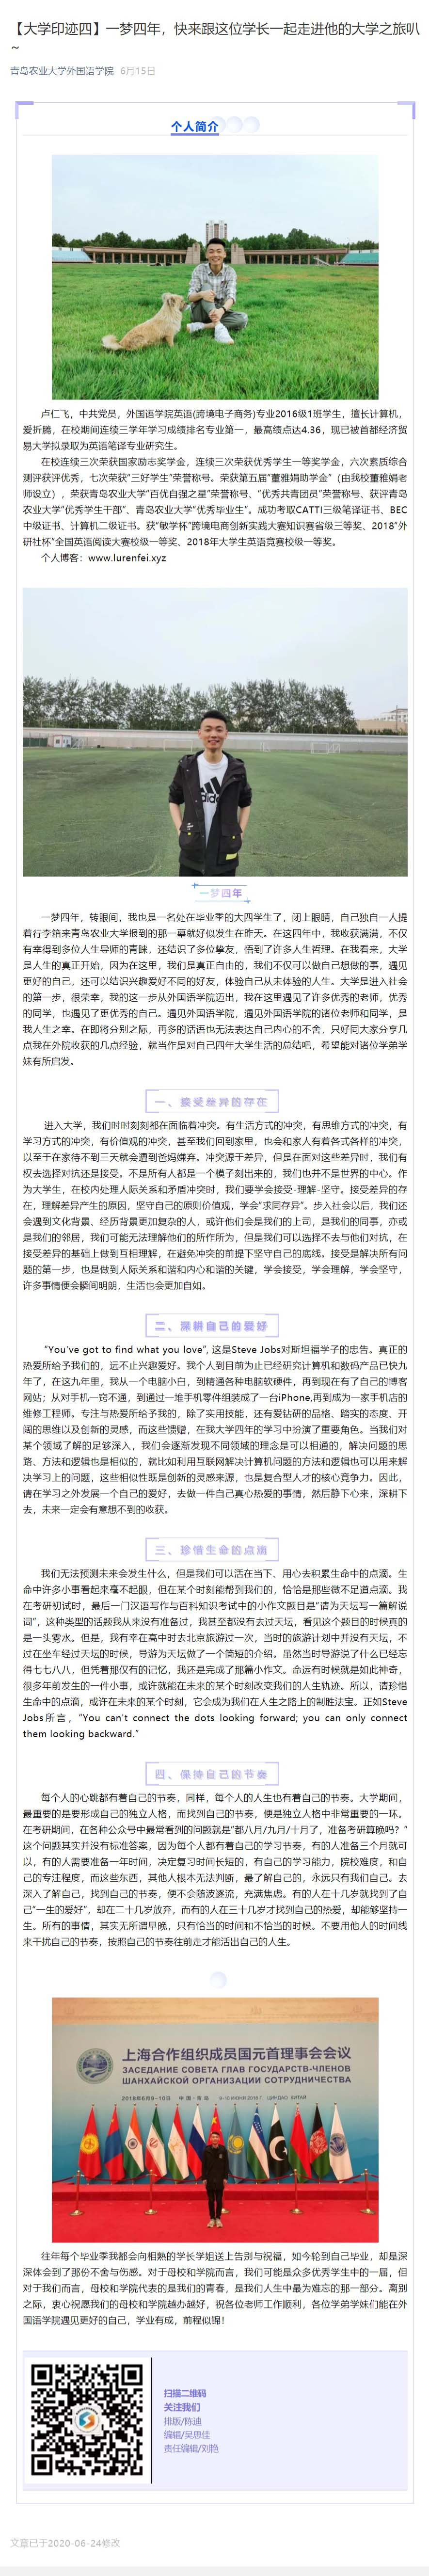 【大学印迹四】一梦四年，快来跟这位学长一起走进他的大学之旅叭
~
青岛农业大学外国语学院 6月15日
个人简介
卢仁飞，中共党员，外国语学院英语(跨境电子商务)专业2016级1班学生，擅长计算机，
爱折腾，在校期间连续三学年学习成绩排名专业第一，最高绩点达4.36，现已被首都经济贸
易大学拟录取为英语笔译专业研究生。
在校连续三次荣获国家励志奖学金，连续三次荣获优秀学生一等奖学金，六次素质综合
测评获评优秀，七次荣获“三好学生”荣誉称号。荣获第五届“董雅娟助学金”（由我校董雅娟老
师设立），荣获青岛农业大学“百优自强之星”荣誉称号、“优秀共青团员”荣誉称号、获评青岛
农业大学“优秀学生干部”、青岛农业大学“优秀毕业生”。成功考取CATTI三级笔译证书、BEC
中级证书、计算机二级证书。获“敏学杯”跨境电商创新实践大赛知识赛省级三等奖、2018“外
研社杯”全国英语阅读大赛校级一等奖、2018年大学生英语竞赛校级一等奖。
个人博客：www.lurenfei.xyz
一梦四年
一梦四年，转眼间，我也是一名处在毕业季的大四学生了，闭上眼睛，自己独自一人提
着行李箱来青岛农业大学报到的那一幕就好似发生在昨天。在这四年中，我收获满满，不仅
有幸得到多位人生导师的青睐，还结识了多位挚友，悟到了许多人生哲理。在我看来，大学
是人生的真正开始，因为在这里，我们是真正自由的，我们不仅可以做自己想做的事，遇见
更好的自己，还可以结识兴趣爱好不同的好友，体验自己从未体验的人生。大学是进入社会
的第一步，很荣幸，我的这一步从外国语学院迈出，我在这里遇见了许多优秀的老师，优秀
的同学，也遇见了更优秀的自己。遇见外国语学院，遇见外国语学院的诸位老师和同学，是
我人生之幸。在即将分别之际，再多的话语也无法表达自己内心的不舍，只好同大家分享几
点我在外院收获的几点经验，就当作是对自己四年大学生活的总结吧，希望能对诸位学弟学
妹有所启发。
一、接受差异的存在
进入大学，我们时时刻刻都在面临着冲突。有生活方式的冲突，有思维方式的冲突，有
学习方式的冲突，有价值观的冲突，甚至我们回到家里，也会和家人有着各式各样的冲突，
以至于在家待不到三天就会遭到爸妈嫌弃。冲突源于差异，但是在面对这些差异时，我们有
权去选择对抗还是接受。不是所有人都是一个模子刻出来的，我们也并不是世界的中心。作
为大学生，在校内处理人际关系和矛盾冲突时，我们要学会接受-理解-坚守。接受差异的存
在，理解差异产生的原因，坚守自己的原则价值观，学会“求同存异”。步入社会以后，我们还
会遇到文化背景、经历背景更加复杂的人，或许他们会是我们的上司，是我们的同事，亦或
是我们的邻居，我们可能无法理解他们的所作所为，但是我们可以选择不去与他们对抗，在
接受差异的基础上做到互相理解，在避免冲突的前提下坚守自己的底线。接受是解决所有问
题的第一步，也是做到人际关系和谐和内心和谐的关键，学会接受，学会理解，学会坚守，
许多事情便会瞬间明朗，生活也会更加自如。
二、深耕自己的爱好
“You've got to find what you love”, 这是Steve Jobs对斯坦福学子的忠告。真正的
热爱所给予我们的，远不止兴趣爱好。我个人到目前为止已经研究计算机和数码产品已快九
年了，在这九年里，我从一个电脑小白，到精通各种电脑软硬件，再到现在有了自己的博客
网站；从对手机一窍不通，到通过一堆手机零件组装成了一台iPhone,再到成为一家手机店的
维修工程师。专注与热爱所给予我的，除了实用技能，还有爱钻研的品格、踏实的态度、开
阔的思维以及创新的灵感，而这些馈赠，在我大学四年的学习中扮演了重要角色。当我们对
某个领域了解的足够深入，我们会逐渐发现不同领域的理念是可以相通的，解决问题的思
路、方法和逻辑也是相似的，就比如利用互联网解决计算机问题的方法和逻辑也可以用来解
决学习上的问题，这些相似性既是创新的灵感来源，也是复合型人才的核心竞争力。因此，
请在学习之外发展一个自己的爱好，去做一件自己真心热爱的事情，然后静下心来，深耕下
去，未来一定会有意想不到的收获。
三、珍惜生命的点滴
我们无法预测未来会发生什么，但是我们可以活在当下、用心去积累生命中的点滴。生
命中许多小事看起来毫不起眼，但在某个时刻能帮到我们的，恰恰是那些微不足道点滴。我
在考研初试时，最后一门汉语写作与百科知识考试中的小作文题目是“请为天坛写一篇解说
词”，这种类型的话题我从来没有准备过，我甚至都没有去过天坛，看见这个题目的时候真的
是一头雾水。但是，我有幸在高中时去北京旅游过一次，当时的旅游计划中并没有天坛，不
过在坐车经过天坛的时候，导游为天坛做了一个简短的介绍。虽然当时导游说了什么已经忘
得七七八八，但凭着那仅有的记忆，我还是完成了那篇小作文。命运有时候就是如此神奇，
很多年前发生的一件小事，或许就能在未来的某个时刻改变我们的人生轨迹。所以，请珍惜
生命中的点滴，或许在未来的某个时刻，它会成为我们在人生之路上的制胜法宝。正如Steve
Jobs所言，“You can't connect the dots looking forward; you can only connect
them looking backward.”
四、保持自己的节奏
每个人的心跳都有着自己的节奏，同样，每个人的人生也有着自己的节奏。大学期间，
最重要的是要形成自己的独立人格，而找到自己的节奏，便是独立人格中非常重要的一环。
在考研期间，在各种公众号中最常看到的问题就是“都八月/九月/十月了，准备考研算晚吗？”
这个问题其实并没有标准答案，因为每个人都有着自己的学习节奏，有的人准备三个月就可
以，有的人需要准备一年时间，决定复习时间长短的，有自己的学习能力，院校难度，和自
己的专注程度，而这些东西，其他人根本无法判断，最了解自己的，永远只有我们自己。去
深入了解自己，找到自己的节奏，便不会随波逐流，充满焦虑。有的人在十几岁就找到了自
己“一生的爱好”，却在二十几岁放弃，而有的人在三十几岁才找到自己的热爱，却能够坚持一
生。所有的事情，其实无所谓早晚，只有恰当的时间和不恰当的时候。不要用他人的时间线
来干扰自己的节奏，按照自己的节奏往前走才能活出自己的人生。
上海合作组织成员国元首理事会会议
ЗАСЕДАНИЕ СОВЕТА ГЛАВ ГОСУДАРСТВ-ЧЛЕНОВ
ШАНХАЙСКОЙ ОРГАНИЗАЦИИ СОТРУДНИЧЕСТВА
往年每个毕业季我都会向相熟的学长学姐送上告别与祝福，如今轮到自己毕业，却是深
深体会到了那份不舍与伤感。对于母校和学院而言，我们可能是众多优秀学生中的一届，但
对于我们而言，母校和学院代表的是我们的青春，是我们人生中最为难忘的那一部分。离别
之际，衷心祝愿我们的母校和学院越办越好，祝各位老师工作顺利，各位学弟学妹们能在外
国语学院遇见更好的自己，学业有成，前程似锦！
扫描二维码
关注我们
排版/陈迪
编辑/吴思佳
责任编辑/刘艳
文章已于2020-06-24修改